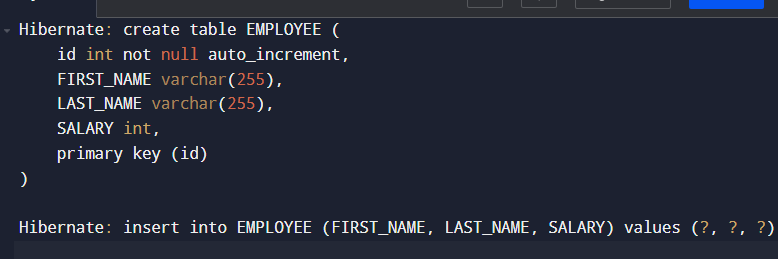 Hibernate: create table EMPLOYEE (
id int not null auto_increment,
FIRST_NAME varchar(255),
LAST_NAME varchar(255),
SALARY int,
primary key (id)
)
Hibernate: insert into EMPLOYEE (FIRST_NAME, LAST_NAME, SALARY) values (?, ?, ?)